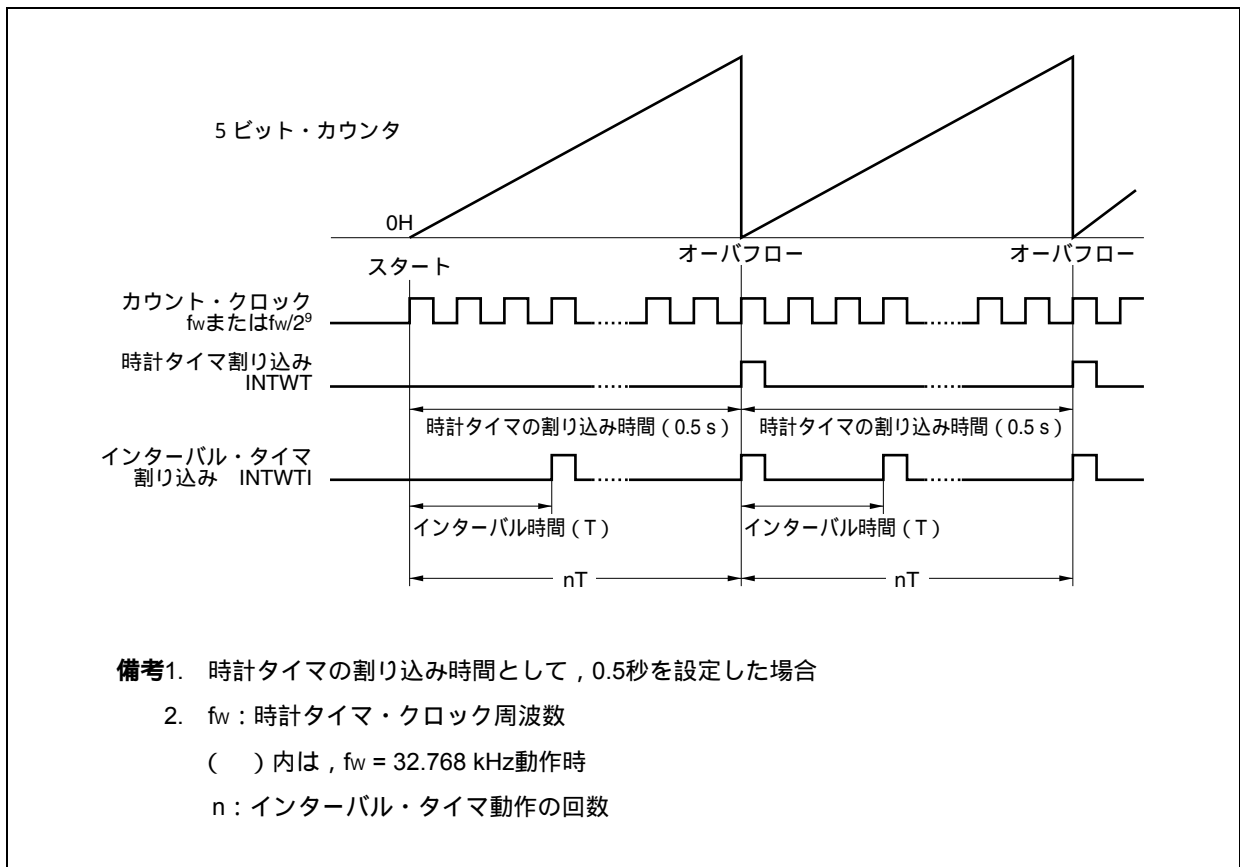 5 ビット・カウンタ
0H
スタート
オーバフロー
オーバフロー
カウント・クロック
fwまたはfw/2⁹
時計タイマ割り込み
INTWT
時計タイマの割り込み時間（0.5 s）
時計タイマの割り込み時間（0.5 s）
インターバル・タイマ
割り込み　INTWTI
インターバル時間（T）
インターバル時間（T）
nT
nT
備考1.　時計タイマの割り込み時間として，0.5秒を設定した場合
2.　fw：時計タイマ・クロック周波数
（　）内は，fw = 32.768 kHz動作時
n：インターバル・タイマ動作の回数